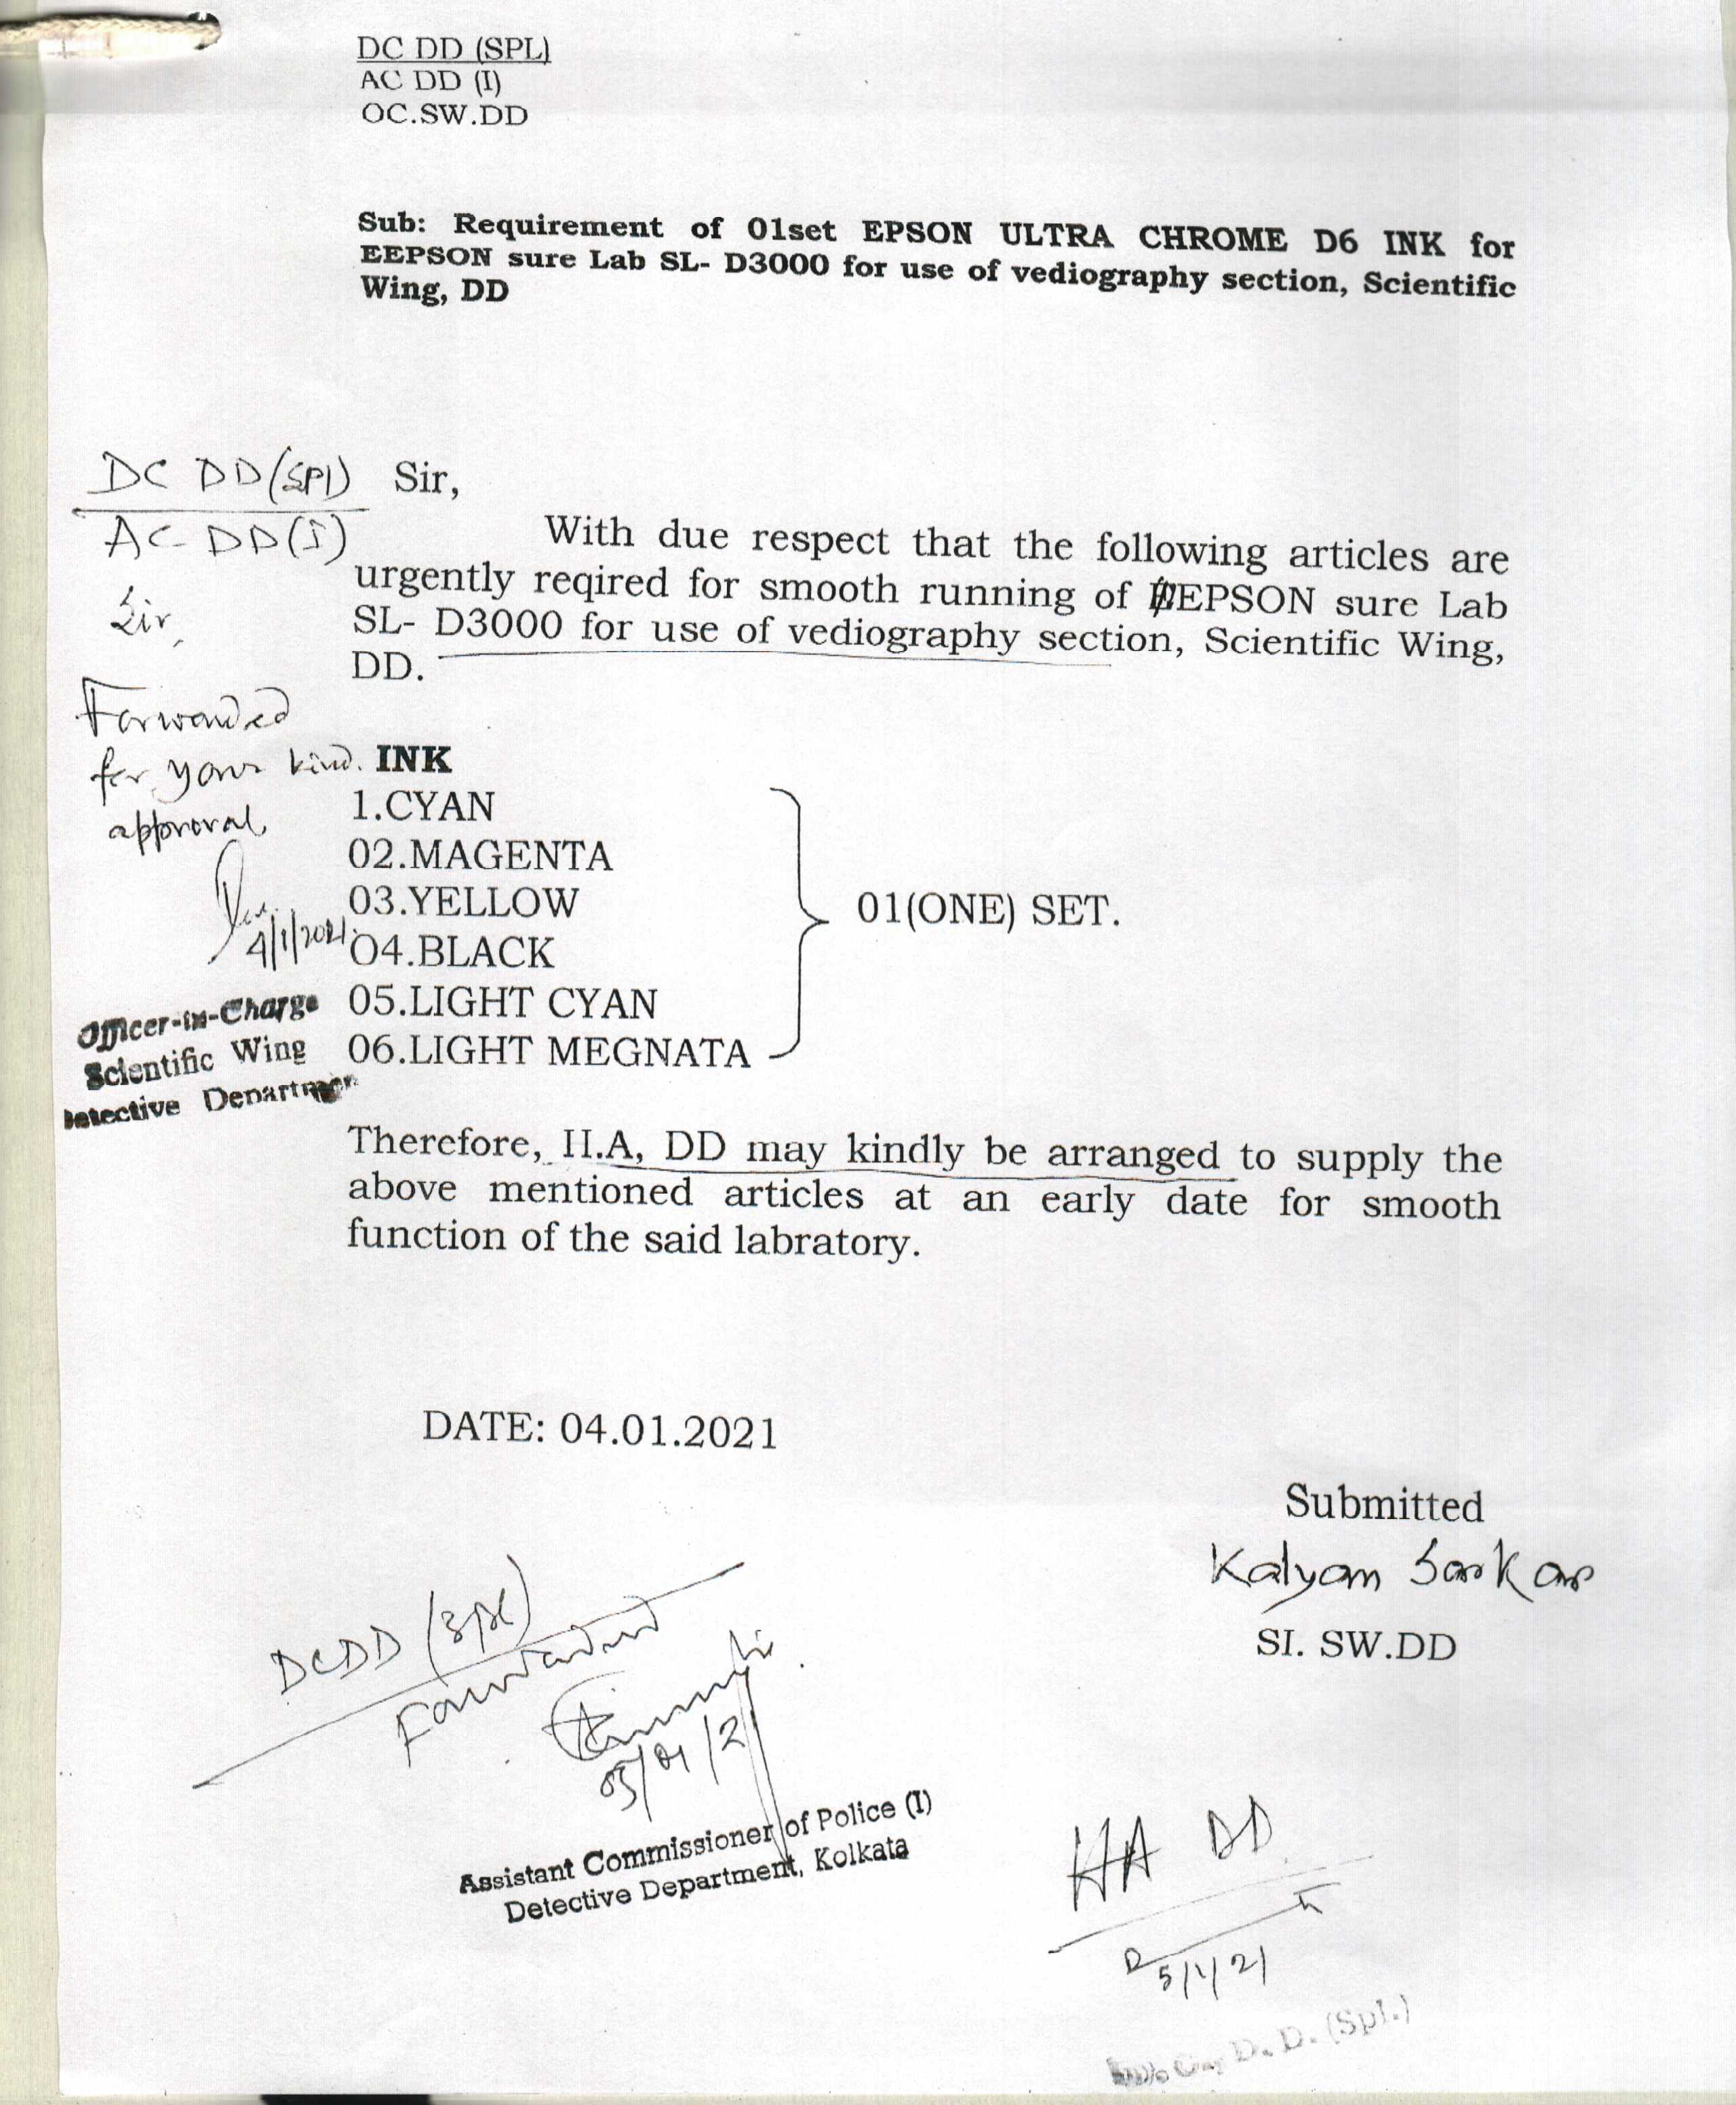 DC DD (SPL)
AC DD (I)
OC.SW.DD
Sub: Requirement of 01set EPSON ULTRA CHROME D6 INK for
EEPSON sure Lab SL- D3000 for use of vediography section, Scientific
Wing, DD
DC DD (SPl)
AC DD (I)
Sir,
Forwarded
for your kind.
approval,
4/1/2021.
Officer-in-Charge
Scientific Wing
Detective Departmen
Sir,
With due respect that the following articles are
urgently reqired for smooth running of EEPSON sure Lab
SL- D3000 for use of vediography section, Scientific Wing,
DD.
INK
1.CYAN
02.MAGENTA
03.YELLOW
04.BLACK
05.LIGHT CYAN
06.LIGHT MEGNATA
01(ONE) SET.
Therefore, H.A, DD may kindly be arranged to supply the
above mentioned articles at an early date for smooth
function of the said labratory.
DATE: 04.01.2021
Submitted
Kalyan Sarkar
SI. SW.DD
DCDD (Spl)
Forwarded
05/01/21
Assistant Commissioner of Police (I)
Detective Department, Kolkata
HA DD
5/1/21
D. D. (Spl.)